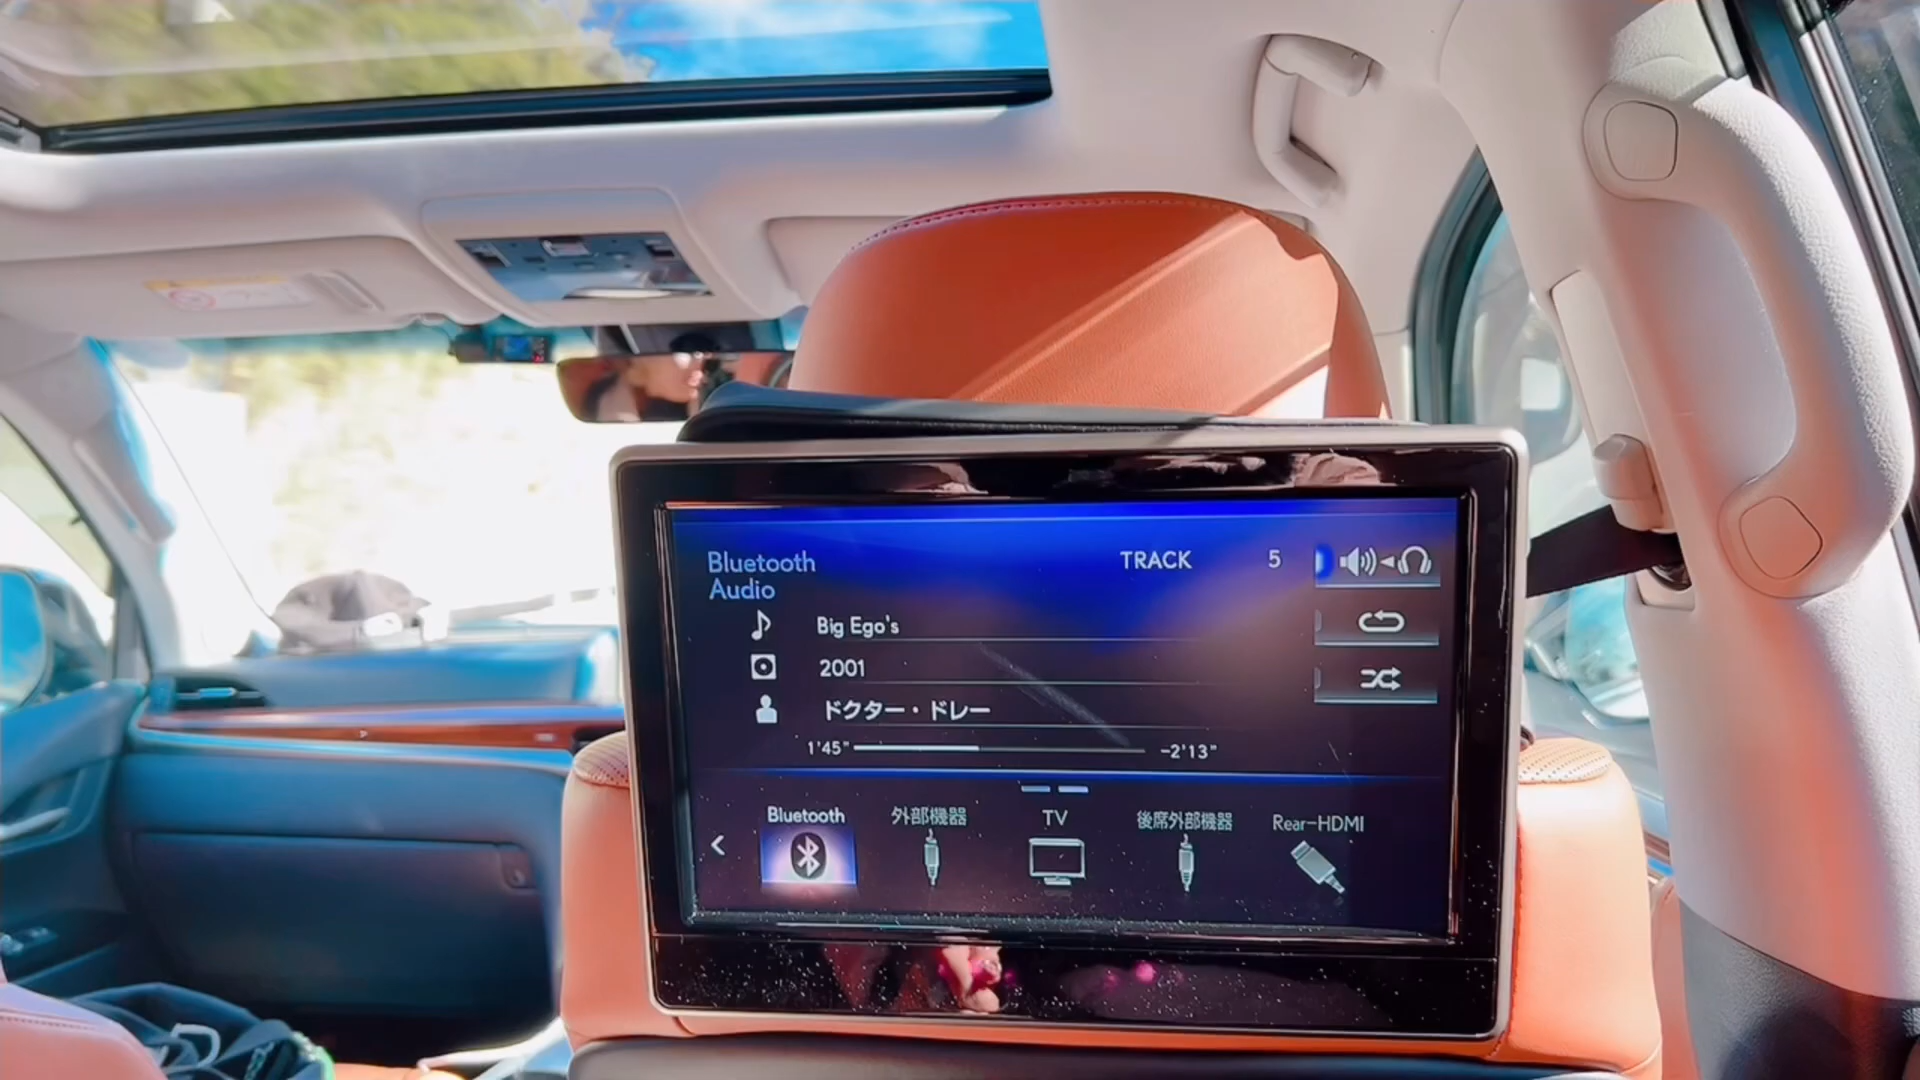 Bluetooth
Audio
TRACK 5
Big Ego's
2001
ドクター・ドレー
1'45" -2'13"
Bluetooth
外部機器
TV
後席外部機器
Rear-HDMI